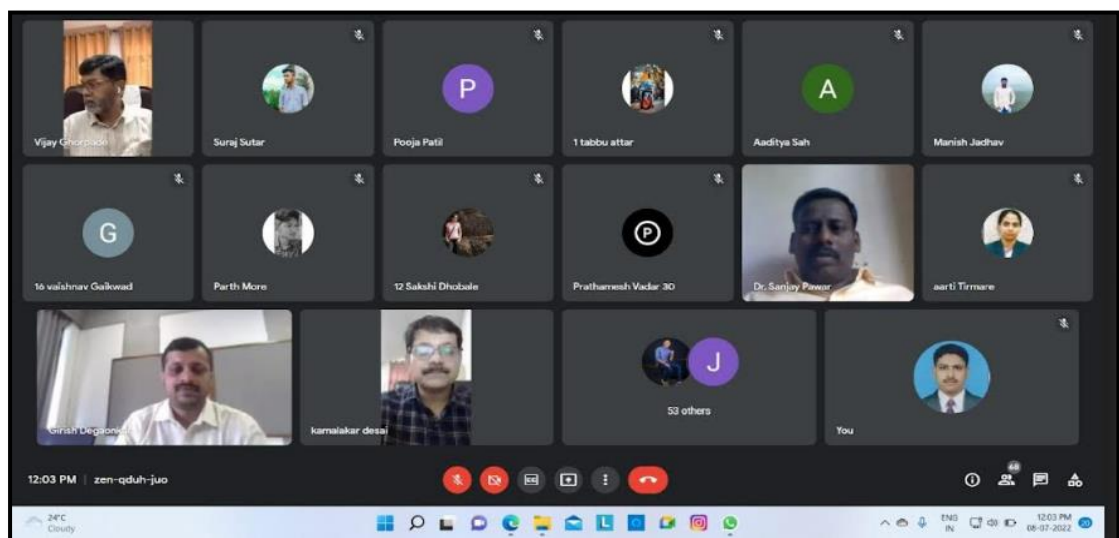 Vijay Ghorpade
Suraj Sutar
P
Pooja Patil
1 tabbu attar
A
Aaditya Sah
Manish Jadhav
G
16 vaishnav Gaikwad
Parth More
12 Sakshi Dhobale
P
Prathamesh Vadar 30
Dr. Sanjay Pawar
aarti Tirmare
Girish Degaonkar
kamalakar desai
J
53 others
You
12:03 PM | zen-qduh-juo
68
24°C
Cloudy
L
ENG
IN
12:03 PM
08-07-2022
20